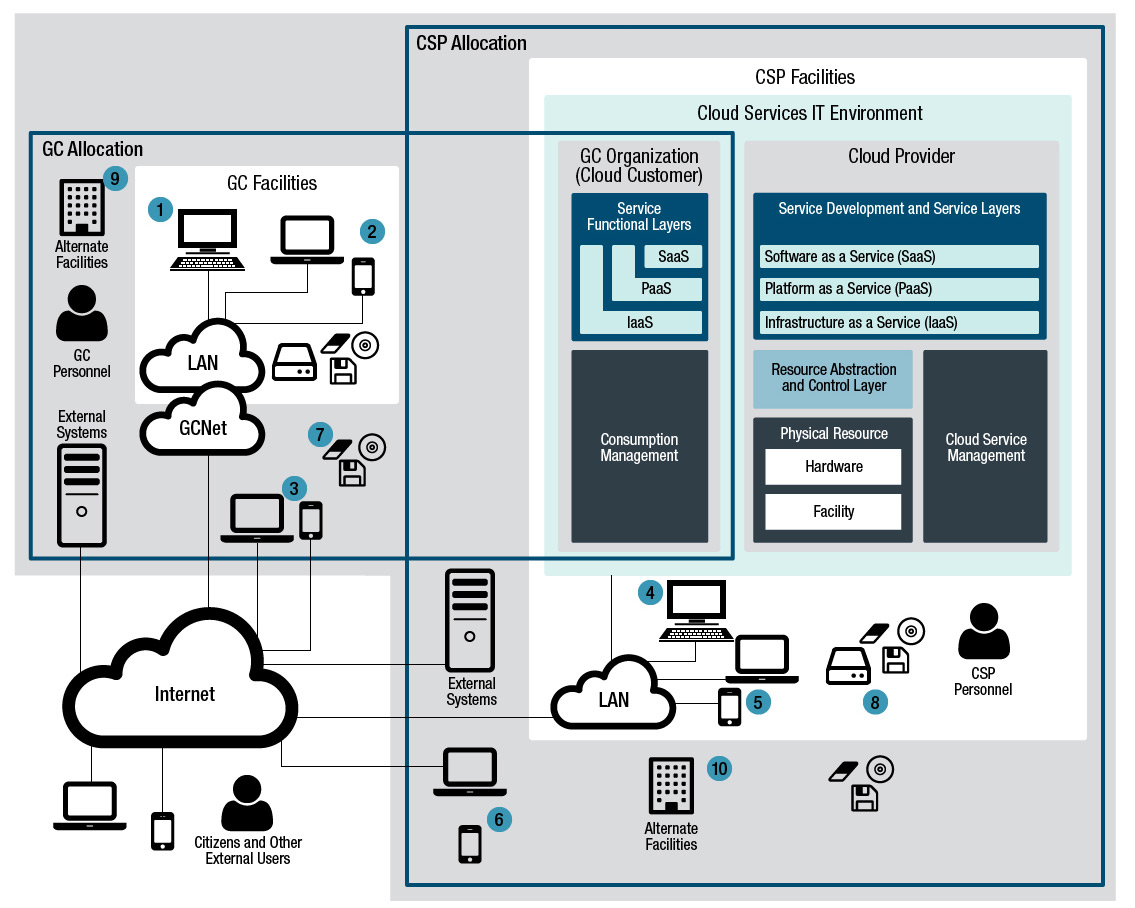 CSP Allocation
CSP Facilities
Cloud Services IT Environment
GC Allocation
9
Alternate
Facilities
GC
Personnel
External
Systems
GC Facilities
1
2
LAN
GCNet
7
3
GC Organization
(Cloud Customer)
Service
Functional Layers
SaaS
PaaS
IaaS
Consumption
Management
Cloud Provider
Service Development and Service Layers
Software as a Service (SaaS)
Platform as a Service (PaaS)
Infrastructure as a Service (IaaS)
Resource Abstraction
and Control Layer
Physical Resource
Hardware
Facility
Cloud Service
Management
Internet
External
Systems
4
LAN
5
8
CSP
Personnel
6
10
Alternate
Facilities
Citizens and Other
External Users